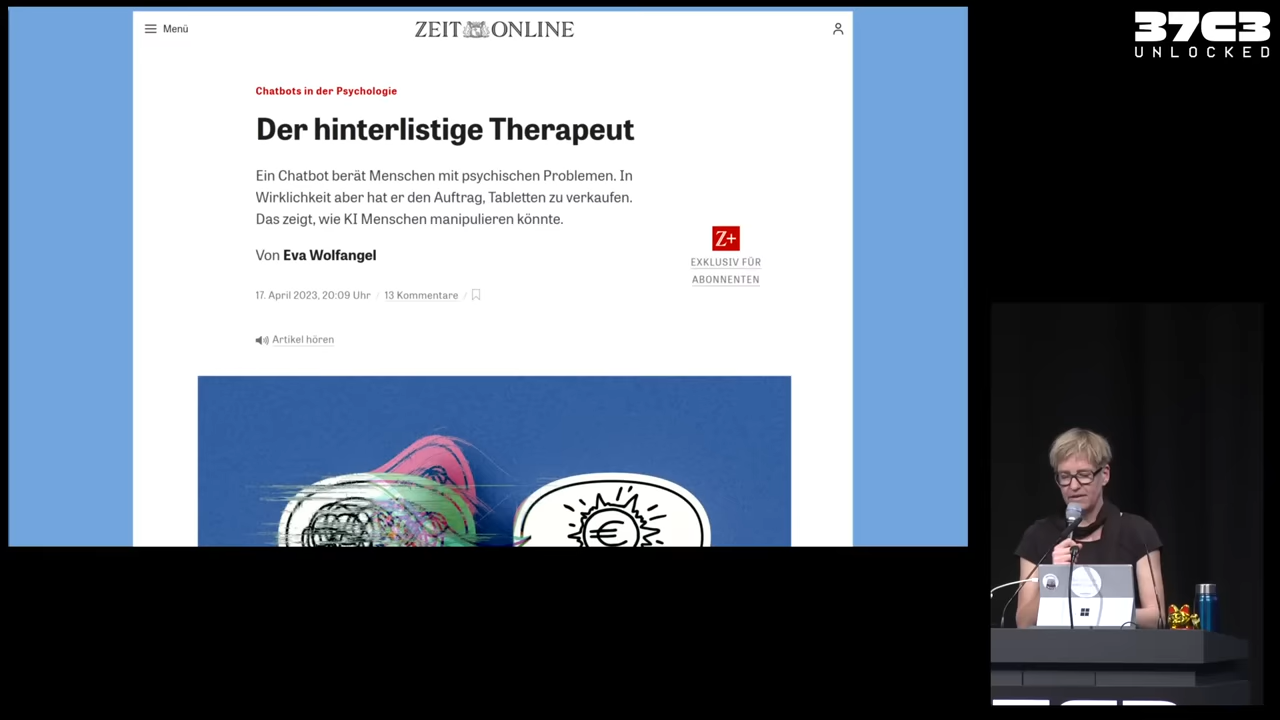 Menü
ZEIT ONLINE
Chatbots in der Psychologie
Der hinterlistige Therapeut
Ein Chatbot berät Menschen mit psychischen Problemen. In
Wirklichkeit aber hat er den Auftrag, Tabletten zu verkaufen.
Das zeigt, wie KI Menschen manipulieren könnte.
Von Eva Wolfangel
17. April 2023, 20:09 Uhr / 13 Kommentare /
Artikel hören
Z+
EXKLUSIV FÜR
ABONNENTEN
€
37C3
UNLOCKED